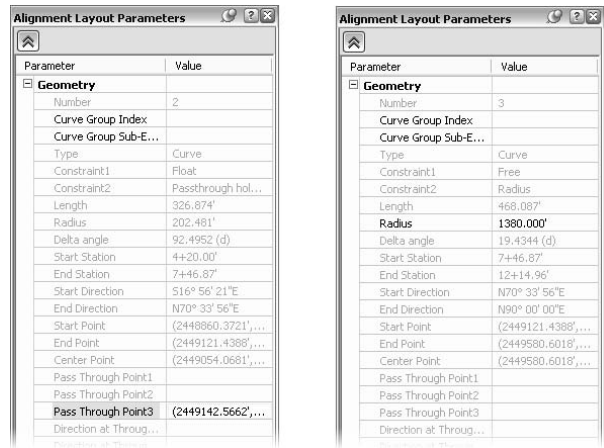 Alignment Layout Parameters
Parameter Value
Geometry
Number 2
Curve Group Index
Curve Group Sub-E...
Type Curve
Constraint1 Float
Constraint2 Passthrough hol...
Length 326.874'
Radius 202.481'
Delta angle 92.4952 (d)
Start Station 4+20.00'
End Station 7+46.87'
Start Direction S16° 56' 21"E
End Direction N70° 33' 56"E
Start Point (2448860.3721',...
End Point (2449121.4388',...
Center Point (2449054.0681',...
Pass Through Point1
Pass Through Point2
Pass Through Point3 (2449142.5662',...
Direction at Throug...
Alignment Layout Parameters
Parameter Value
Geometry
Number 3
Curve Group Index
Curve Group Sub-E...
Type Curve
Constraint1 Free
Constraint2 Radius
Length 468.087'
Radius 1380.000'
Delta angle 19.4344 (d)
Start Station 7+46.87'
End Station 12+14.96'
Start Direction N70° 33' 56"E
End Direction N90° 00' 00"E
Start Point (2449121.4388',...
End Point (2449580.6018',...
Center Point (2449580.6018',...
Pass Through Point1
Pass Through Point2
Pass Through Point3
Direction at Throug...